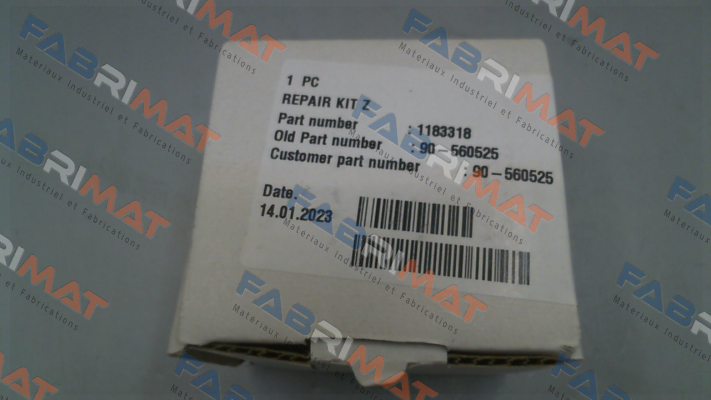 1 PC
REPAIR KIT Z
Part number : 1183318
Old Part number : 90-560525
Customer part number : 90-560525
Date:
14.01.2023
FABRIMAT
Matériaux Industriel et Fabrications